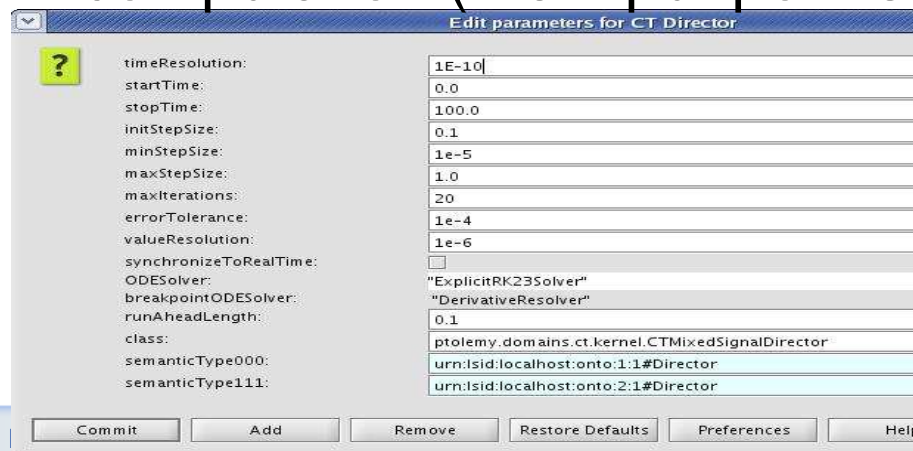 Edit parameters for CT Director
?
timeResolution: 1E-10
startTime: 0.0
stopTime: 100.0
initStepSize: 0.1
minStepSize: 1e-5
maxStepSize: 1.0
maxIterations: 20
errorTolerance: 1e-4
valueResolution: 1e-6
synchronizeToRealTime:
ODESolver: "ExplicitRK23Solver"
breakpointODESolver: "DerivativeResolver"
runAheadLength: 0.1
class: ptolemy.domains.ct.kernel.CTMixedSignalDirector
semanticType000: urn:lsid:localhost:onto:1:1#Director
semanticType111: urn:lsid:localhost:onto:2:1#Director
Commit Add Remove Restore Defaults Preferences Help